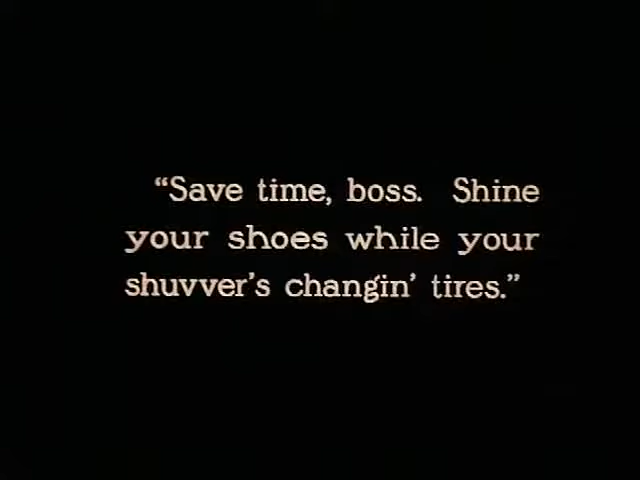 “Save time, boss.  Shine
your shoes while your
shuvver’s changin’ tires.”